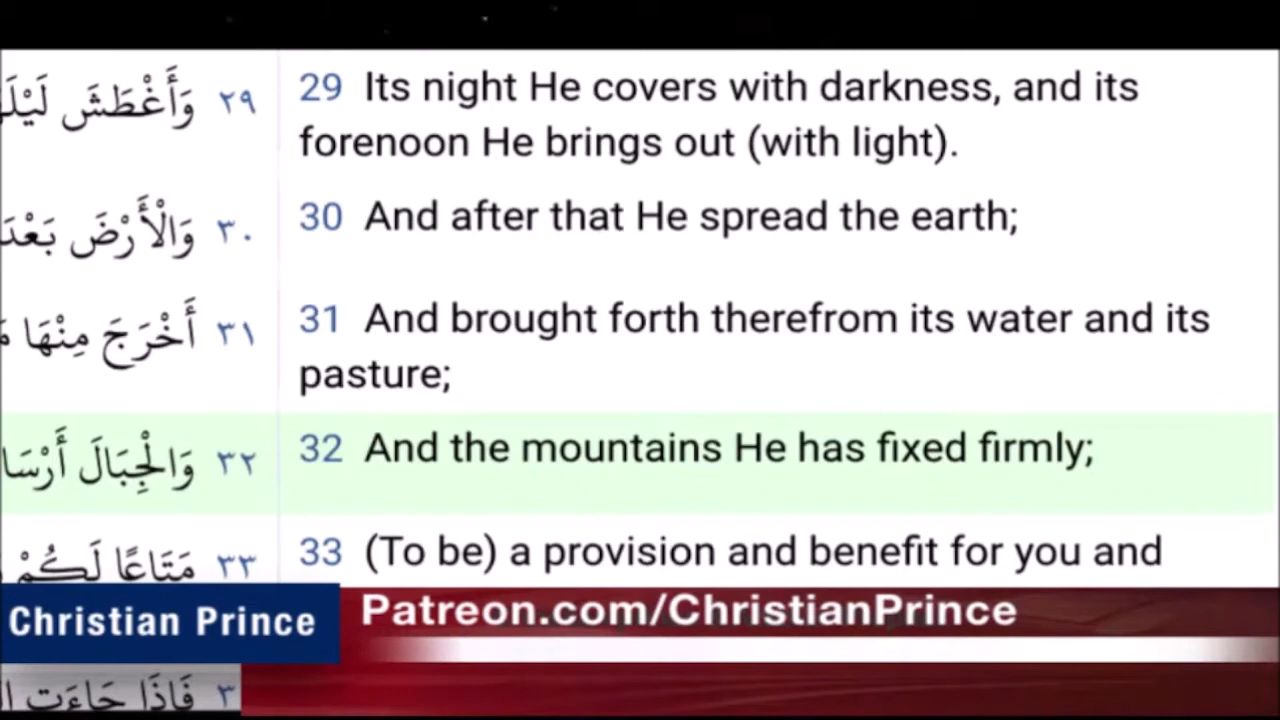 وَأَغْطَشَ ٢٩
29 Its night He covers with darkness, and its
forenoon He brings out (with light).
وَالْأَرْضَ ٣٠
30 And after that He spread the earth;
أَخْرَجَ مِنْهَا ٣١
31 And brought forth therefrom its water and its
pasture;
وَالْجِبَالَ ٣٢
32 And the mountains He has fixed firmly;
مَتَاعًا لَكُمْ ٣٣
33 (To be) a provision and benefit for you and
Christian Prince
Patreon.com/ChristianPrince